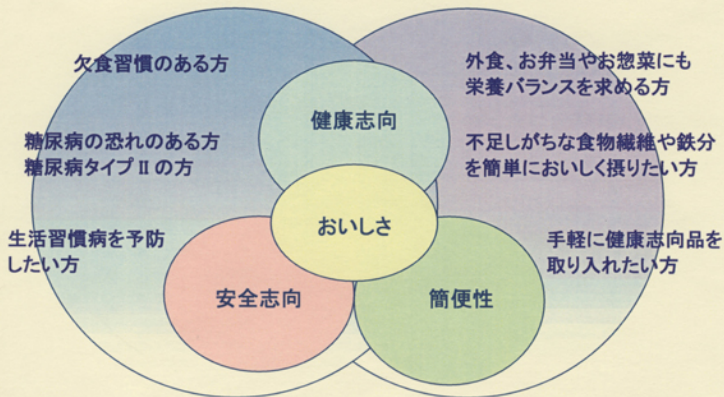 欠食習慣のある方
糖尿病の恐れのある方
糖尿病タイプⅡの方
生活習慣病を予防
したい方
健康志向
おいしさ
安全志向
簡便性
外食、お弁当やお惣菜にも
栄養バランスを求める方
不足しがちな食物繊維や鉄分
を簡単においしく摂りたい方
手軽に健康志向品を
取り入れたい方